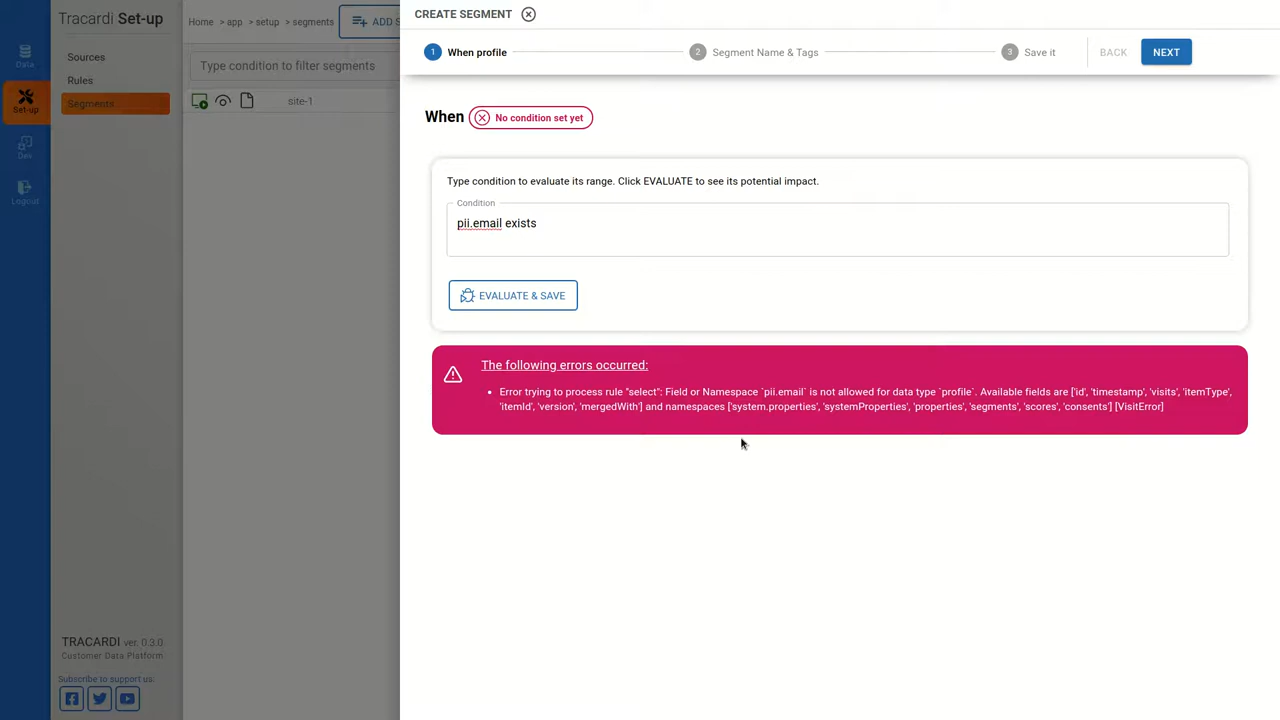 Tracardi Set-up
Data
Set-up
Dev
Logout
Sources
Rules
Segments
TRACARDI ver. 0.3.0
Customer Data Platform
Subscribe to support us:
Home > app > setup > segments
ADD S
Type condition to filter segments
site-1
CREATE SEGMENT
1 When profile
2 Segment Name & Tags
3 Save it
BACK
NEXT
When No condition set yet
Type condition to evaluate its range. Click EVALUATE to see its potential impact.
Condition
pii.email exists
EVALUATE & SAVE
The following errors occurred:
• Error trying to process rule "select": Field or Namespace `pii.email` is not allowed for data type `profile`. Available fields are ['id', 'timestamp', 'visits', 'itemType',
'itemId', 'version', 'mergedWith'] and namespaces ['system.properties', 'systemProperties', 'properties', 'segments', 'scores', 'consents'] [VisitError]